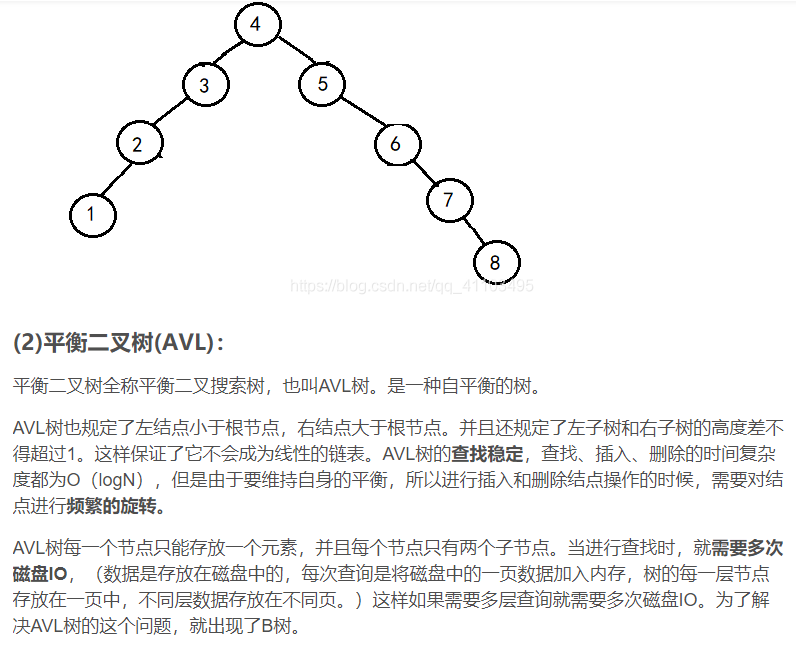 4
3
5
2
6
1
7
8
https://blog.csdn.net/qq_41103495
(2)平衡二叉树(AVL)：
平衡二叉树全称平衡二叉搜索树，也叫AVL树。是一种自平衡的树。
AVL树也规定了左结点小于根节点，右结点大于根节点。并且还规定了左子树和右子树的高度差不
得超过1。这样保证了它不会成为线性的链表。AVL树的查找稳定，查找、插入、删除的时间复杂
度都为O（logN），但是由于要维持自身的平衡，所以进行插入和删除结点操作的时候，需要对结
点进行频繁的旋转。
AVL树每一个节点只能存放一个元素，并且每个节点只有两个子节点。当进行查找时，就需要多次
磁盘IO，（数据是存放在磁盘中的，每次查询是将磁盘中的一页数据加入内存，树的每一层节点
存放在一页中，不同层数据存放在不同页。）这样如果需要多层查询就需要多次磁盘IO。为了解
决AVL树的这个问题，就出现了B树。